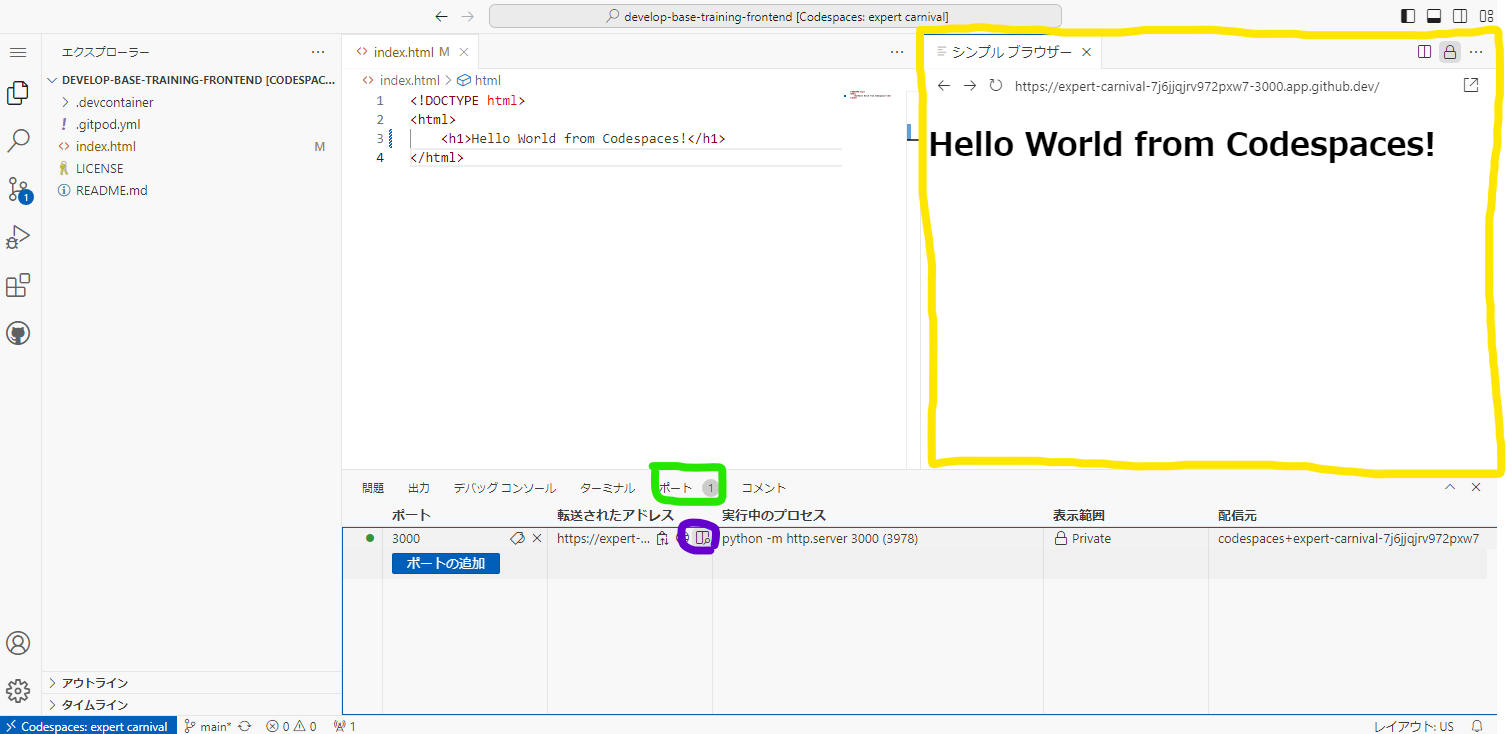 develop-base-training-frontend [Codespaces: expert carnival]
エクスプローラー
DEVELOP-BASE-TRAINING-FRONTEND [CODESPAC...
.devcontainer
.gitpod.yml
index.html M
LICENSE
README.md
アウトライン
タイムライン
index.html M
index.html > html
1 <!DOCTYPE html>
2 <html>
3 <h1>Hello World from Codespaces!</h1>
4 </html>
シンプル ブラウザー
https://expert-carnival-7j6jjqjrv972pxw7-3000.app.github.dev/
Hello World from Codespaces!
問題 出力 デバッグ コンソール ターミナル ポート 1 コメント
ポート 転送されたアドレス 実行中のプロセス 表示範囲 配信元
3000 https://expert-... python -m http.server 3000 (3978) Private codespaces+expert-carnival-7j6jjqjrv972pxw7
ポートの追加
1
Codespaces: expert carnival main* 0 0 1 レイアウト: US